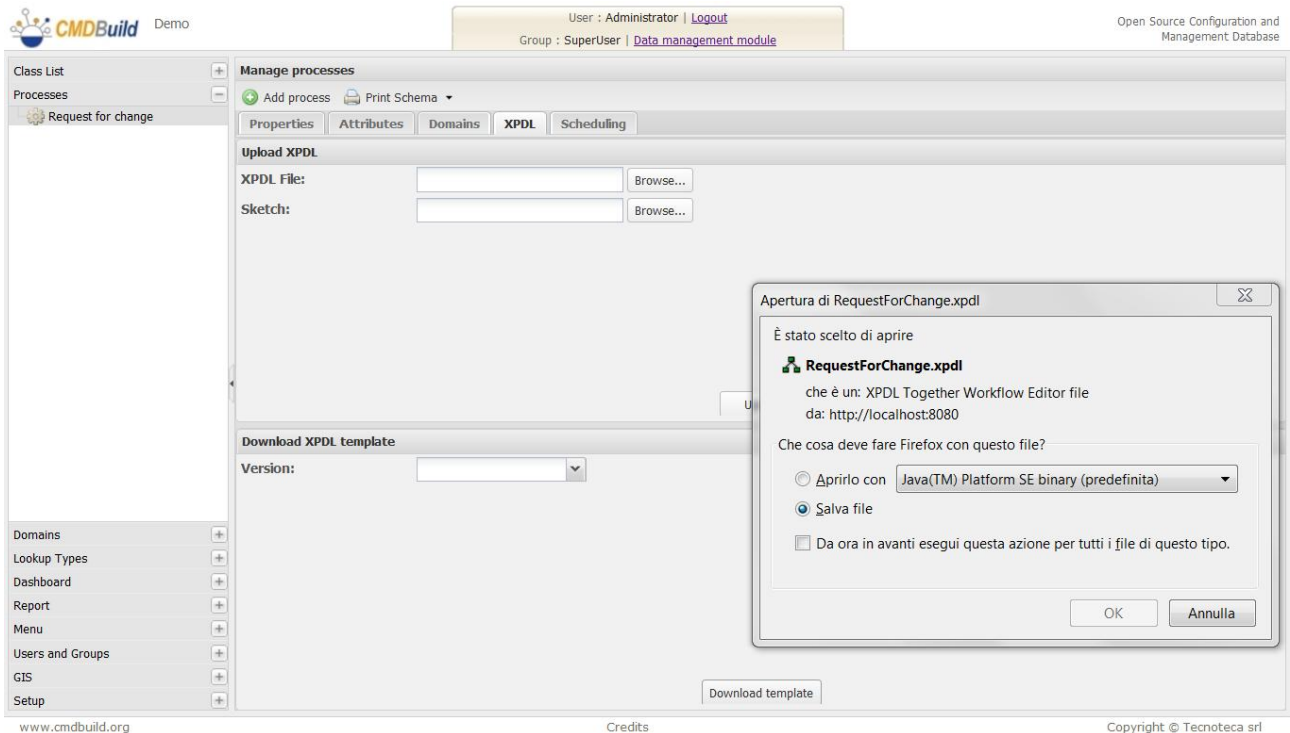 CMDBuild Demo
User : Administrator | Logout
Group : SuperUser | Data management module
Open Source Configuration and
Management Database
Class List
Processes
Request for change
Domains
Lookup Types
Dashboard
Report
Menu
Users and Groups
GIS
Setup
Manage processes
Add process Print Schema
Properties Attributes Domains XPDL Scheduling
Upload XPDL
XPDL File: Browse...
Sketch: Browse...
Download XPDL template
Version:
Download template
Apertura di RequestForChange.xpdl
È stato scelto di aprire
RequestForChange.xpdl
che è un: XPDL Together Workflow Editor file
da: http://localhost:8080
Che cosa deve fare Firefox con questo file?
Aprirlo con Java(TM) Platform SE binary (predefinita)
Salva file
Da ora in avanti esegui questa azione per tutti i file di questo tipo.
OK Annulla
www.cmdbuild.org Credits Copyright © Tecnoteca srl